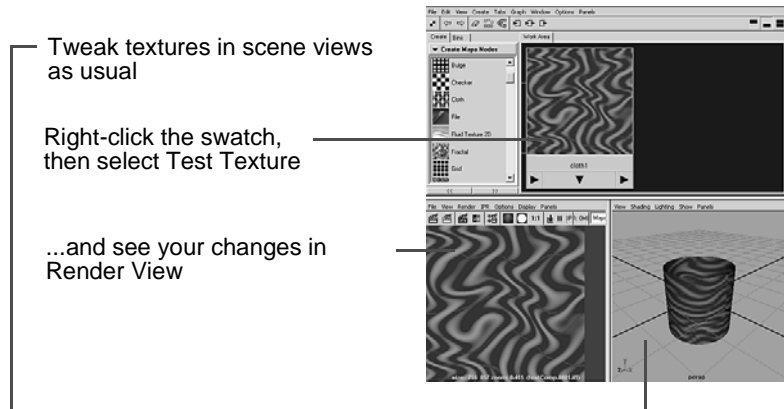 Tweak textures in scene views
as usual
Right-click the swatch,
then select Test Texture
...and see your changes in
Render View
File Edit View Create Tabs Graph Window Options Panels
Create Bins
Work Area
Create Maya Nodes
Bulge
Checker
Cloth
File
Fluid Texture 2D
Fractal
Grid
cloth1
<< >>
File View Render IPR Options Display Panels
1:1
View Shading Lighting Show Panels
persp